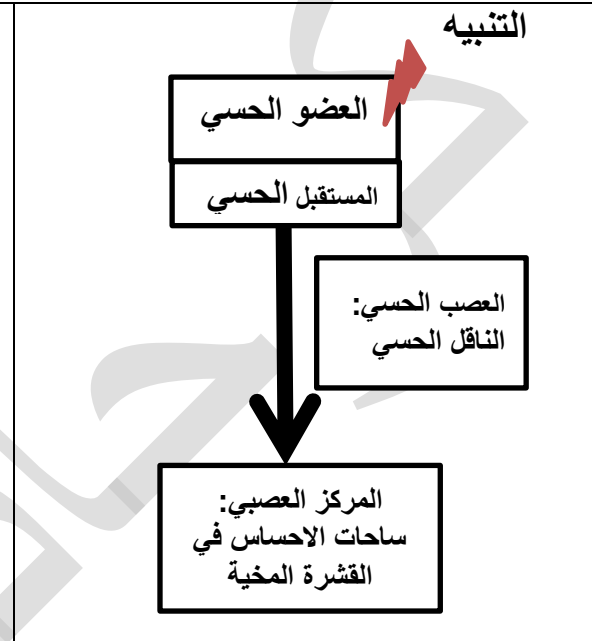 التنبيه
العضو الحسي
المستقبل الحسي
العصب الحسي:
الناقل الحسي
المركز العصبي:
ساحات الاحساس في
القشرة المخية